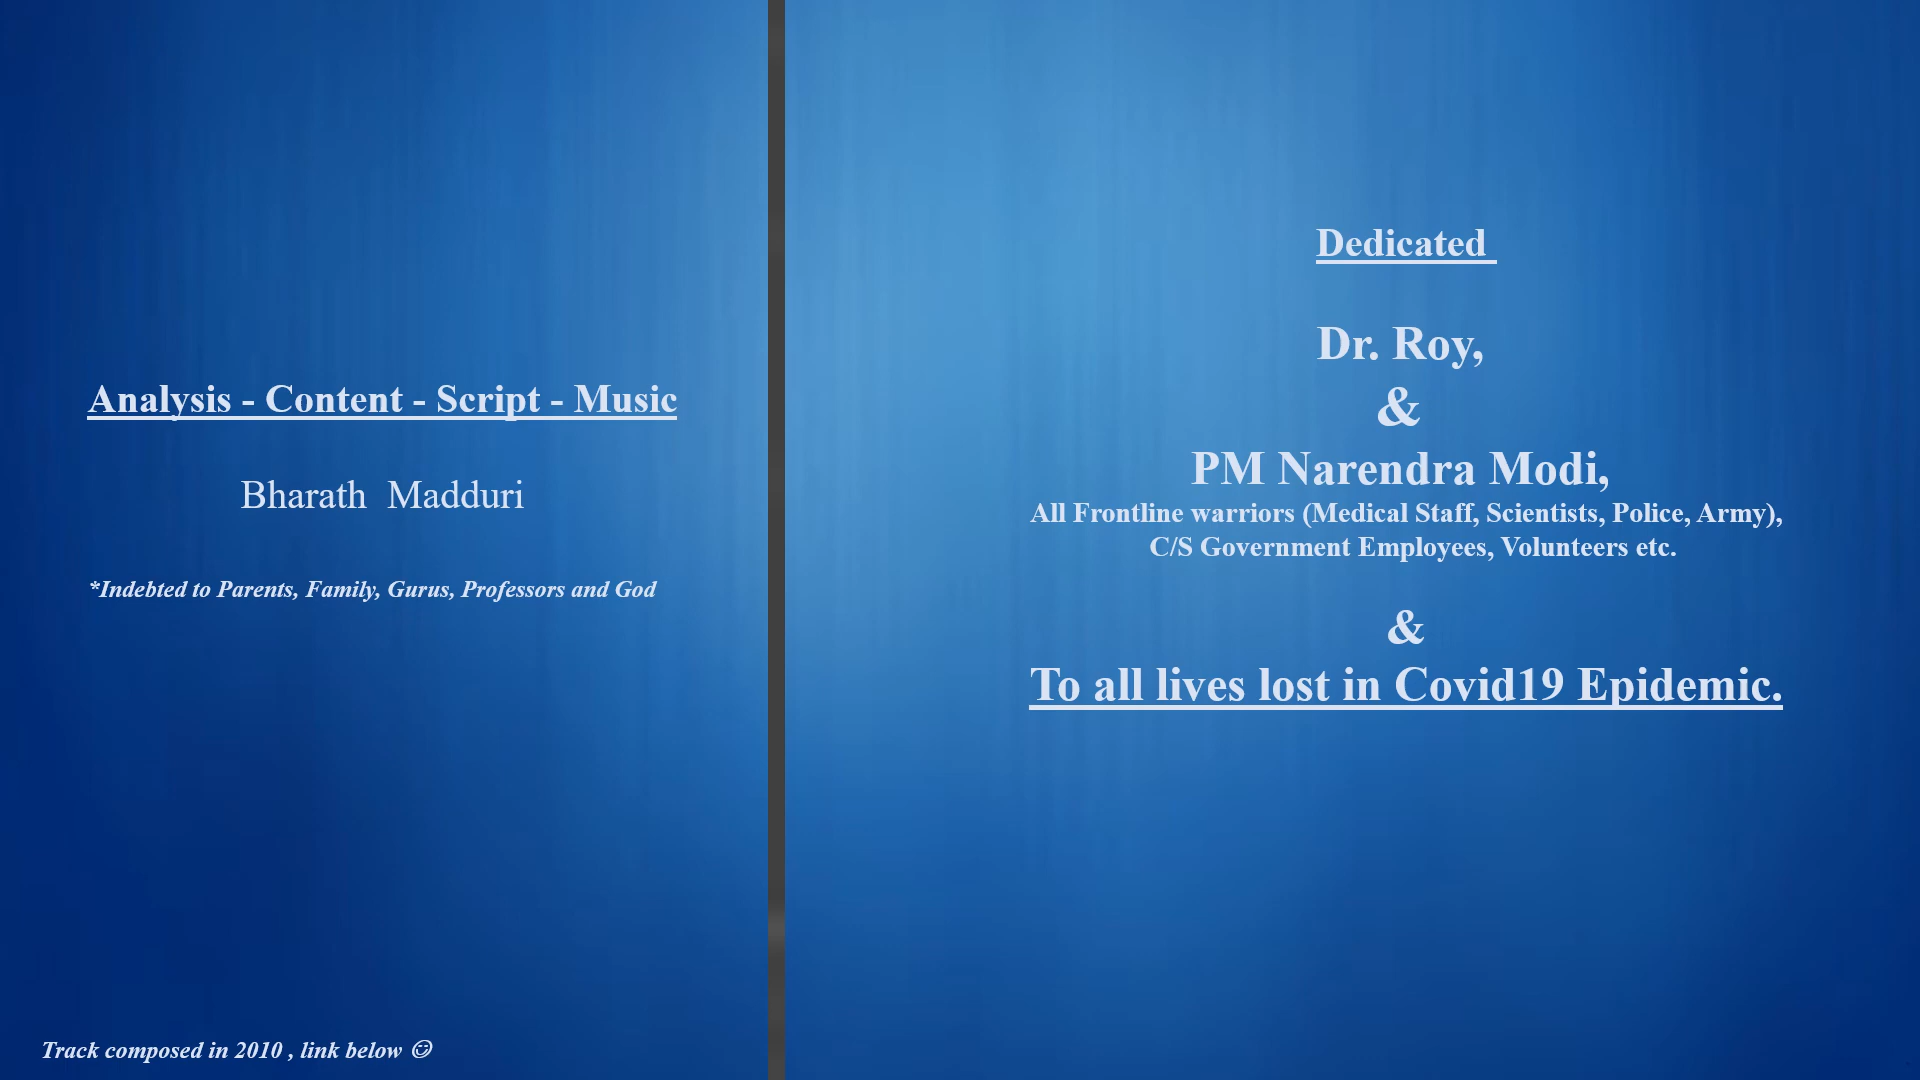 Analysis - Content - Script - Music
Bharath Madduri
*Indebted to Parents, Family, Gurus, Professors and God
Track composed in 2010 , link below ☺
Dedicated
Dr. Roy,
&
PM Narendra Modi,
All Frontline warriors (Medical Staff, Scientists, Police, Army),
C/S Government Employees, Volunteers etc.
&
To all lives lost in Covid19 Epidemic.